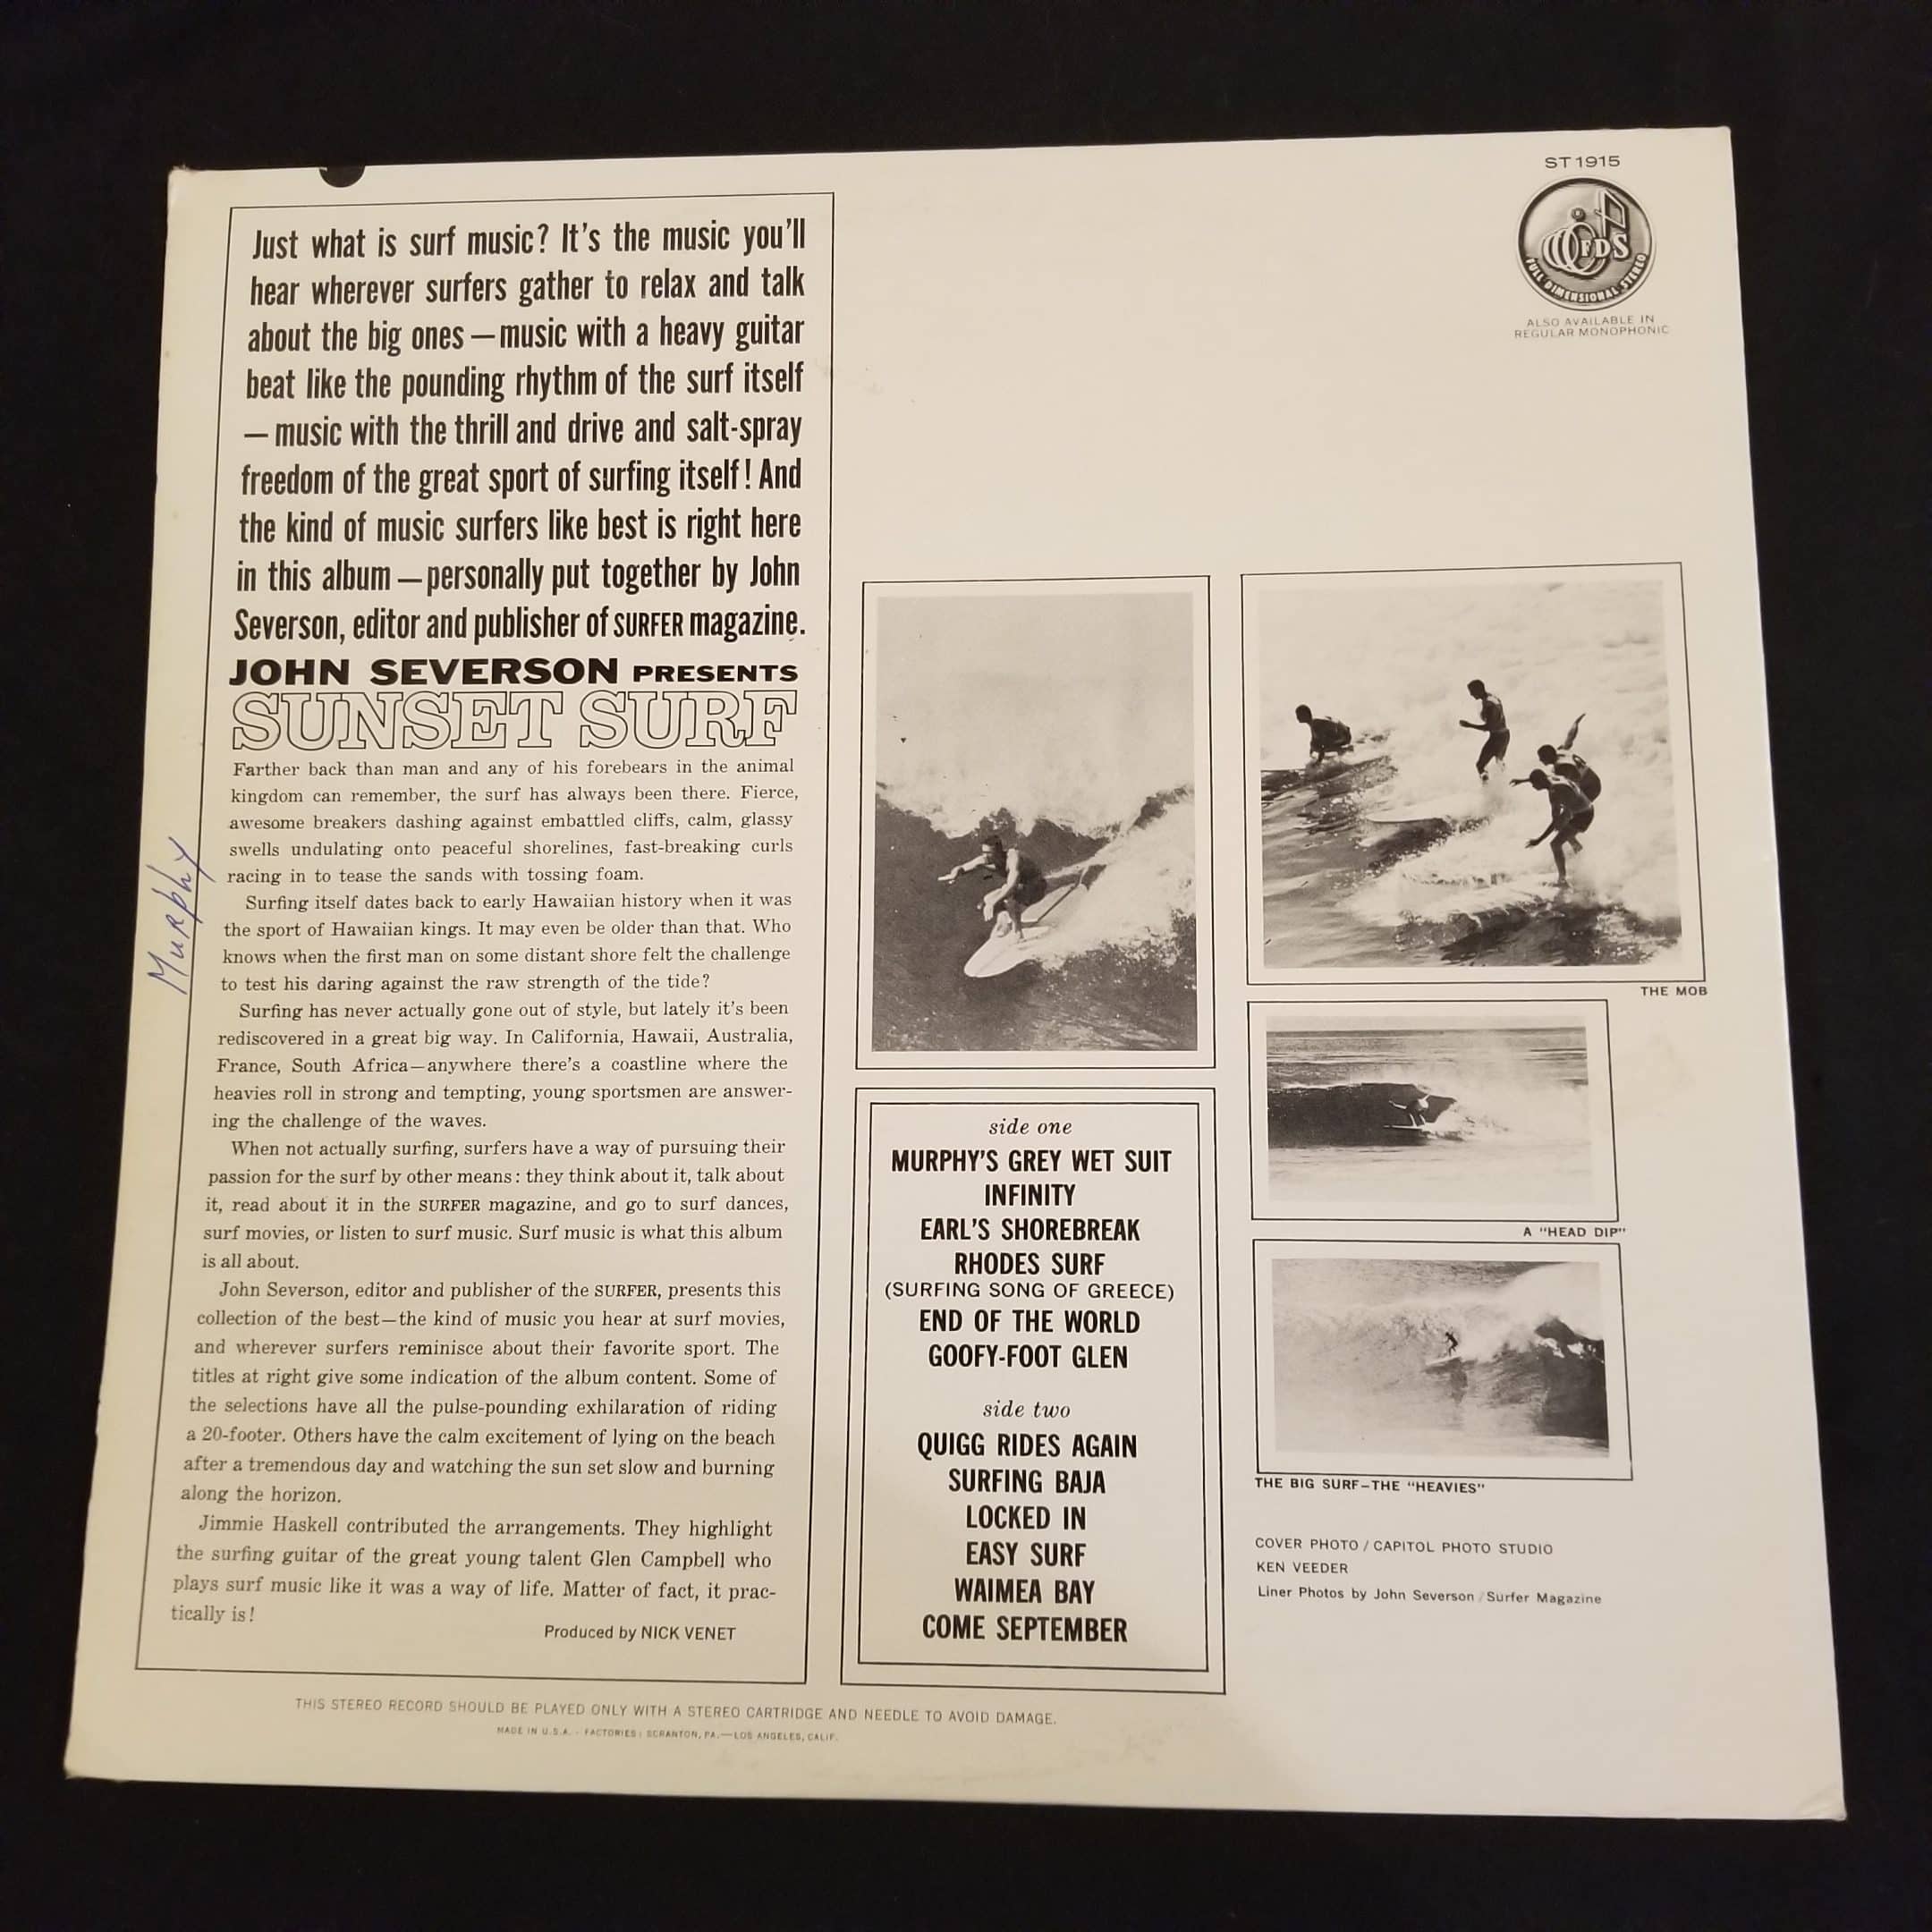 Just what is surf music? It's the music you'll
hear wherever surfers gather to relax and talk
about the big ones — music with a heavy guitar
beat like the pounding rhythm of the surf itself
— music with the thrill and drive and salt-spray
freedom of the great sport of surfing itself! And
the kind of music surfers like best is right here
in this album — personally put together by John
Severson, editor and publisher of SURFER magazine.
JOHN SEVERSON PRESENTS
SUNSET SURF
Farther back than man and any of his forebears in the animal
kingdom can remember, the surf has always been there. Fierce,
awesome breakers dashing against embattled cliffs, calm, glassy
swells undulating onto peaceful shorelines, fast-breaking curls
racing in to tease the sands with tossing foam.
Surfing itself dates back to early Hawaiian history when it was
the sport of Hawaiian kings. It may even be older than that. Who
knows when the first man on some distant shore felt the challenge
to test his daring against the raw strength of the tide?
Surfing has never actually gone out of style, but lately it's been
rediscovered in a great big way. In California, Hawaii, Australia,
France, South Africa—anywhere there's a coastline where the
heavies roll in strong and tempting, young sportsmen are answer-
ing the challenge of the waves.
When not actually surfing, surfers have a way of pursuing their
passion for the surf by other means: they think about it, talk about
it, read about it in the SURFER magazine, and go to surf dances,
surf movies, or listen to surf music. Surf music is what this album
is all about.
John Severson, editor and publisher of the SURFER, presents this
collection of the best—the kind of music you hear at surf movies,
and wherever surfers reminisce about their favorite sport. The
titles at right give some indication of the album content. Some of
the selections have all the pulse-pounding exhilaration of riding
a 20-footer. Others have the calm excitement of lying on the beach
after a tremendous day and watching the sun set slow and burning
along the horizon.
Jimmie Haskell contributed the arrangements. They highlight
the surfing guitar of the great young talent Glen Campbell who
plays surf music like it was a way of life. Matter of fact, it prac-
tically is!
Produced by NICK VENET
Murphy
ST 1915
FDS
FULL DIMENSIONAL STEREO
ALSO AVAILABLE IN
REGULAR MONOPHONIC
THE MOB
A "HEAD DIP"
THE BIG SURF—THE "HEAVIES"
side one
MURPHY'S GREY WET SUIT
INFINITY
EARL'S SHOREBREAK
RHODES SURF
(SURFING SONG OF GREECE)
END OF THE WORLD
GOOFY-FOOT GLEN
side two
QUIGG RIDES AGAIN
SURFING BAJA
LOCKED IN
EASY SURF
WAIMEA BAY
COME SEPTEMBER
COVER PHOTO / CAPITOL PHOTO STUDIO
KEN VEEDER
Liner Photos by John Severson / Surfer Magazine
THIS STEREO RECORD SHOULD BE PLAYED ONLY WITH A STEREO CARTRIDGE AND NEEDLE TO AVOID DAMAGE.
MADE IN U.S.A. - FACTORIES: SCRANTON, PA.—LOS ANGELES, CALIF.